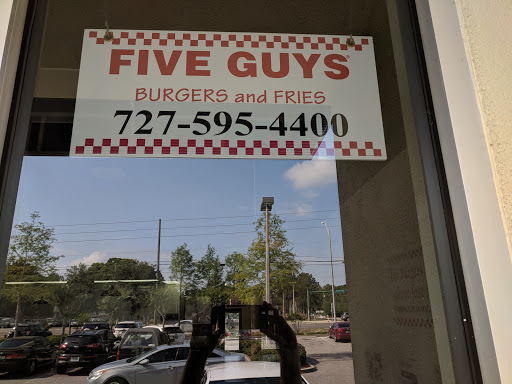 FIVE GUYS
BURGERS and FRIES
727-595-4400